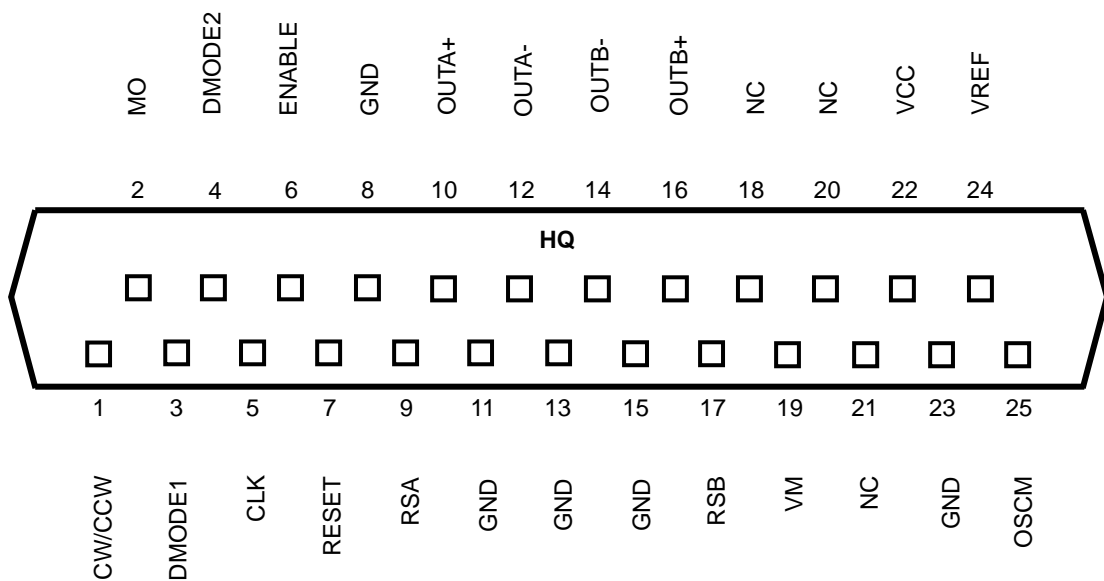 MO DMODE2 ENABLE GND OUTA+ OUTA- OUTB- OUTB+ NC NC VCC VREF
2 4 6 8 10 12 14 16 18 20 22 24
HQ
1 3 5 7 9 11 13 15 17 19 21 23 25
CW/CCW DMODE1 CLK RESET RSA GND GND GND RSB VM NC GND OSCM